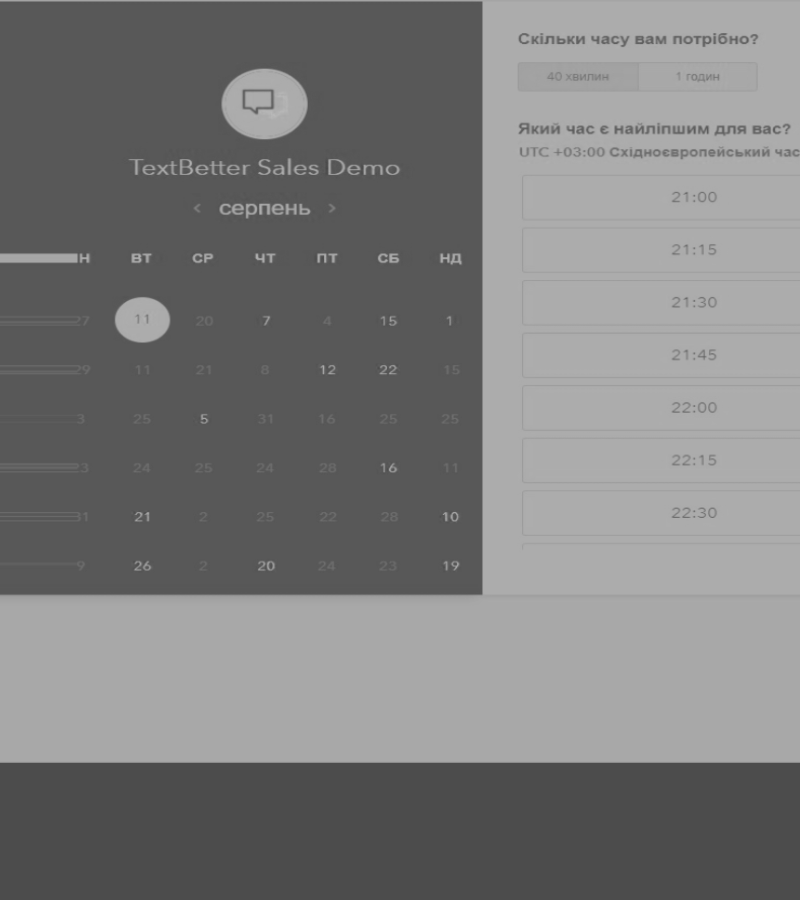 TextBetter Sales Demo
< серпень >
Н ВТ СР ЧТ ПТ СБ НД
27 11 20 7 4 15 1
29 11 21 8 12 22 15
3 25 5 31 16 25 25
23 24 25 24 28 16 11
31 21 2 25 22 28 10
9 26 2 20 24 23 19
Скільки часу вам потрібно?
40 хвилин 1 годин
Який час є найліпшим для вас?
UTC +03:00 Східноєвропейський час
21:00
21:15
21:30
21:45
22:00
22:15
22:30